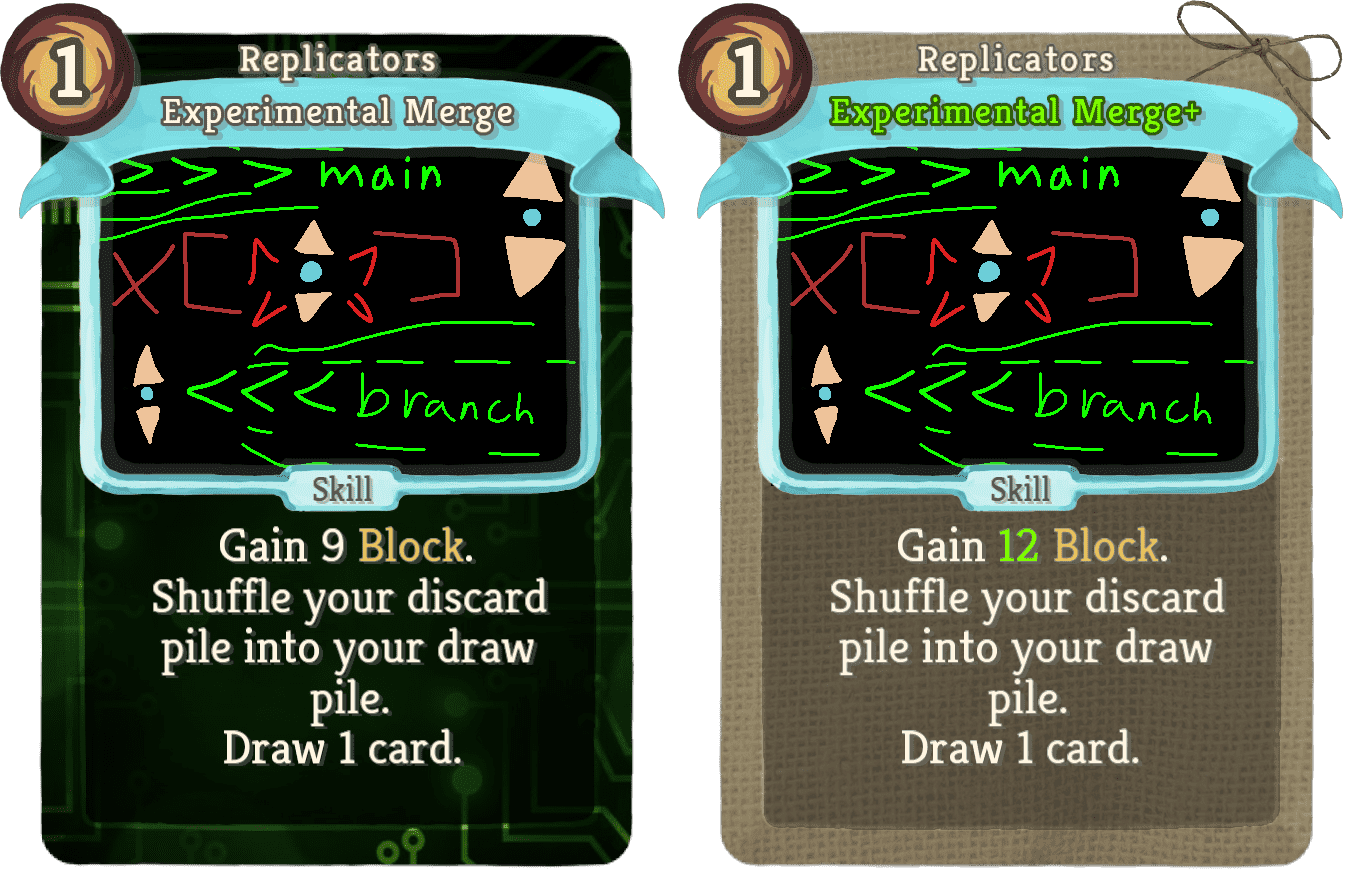 1
Replicators
Experimental Merge
>>> main
X
<<< branch
Skill
Gain 9 Block.
Shuffle your discard
pile into your draw
pile.
Draw 1 card.
1
Replicators
Experimental Merge+
>>> main
X
<<< branch
Skill
Gain 12 Block.
Shuffle your discard
pile into your draw
pile.
Draw 1 card.